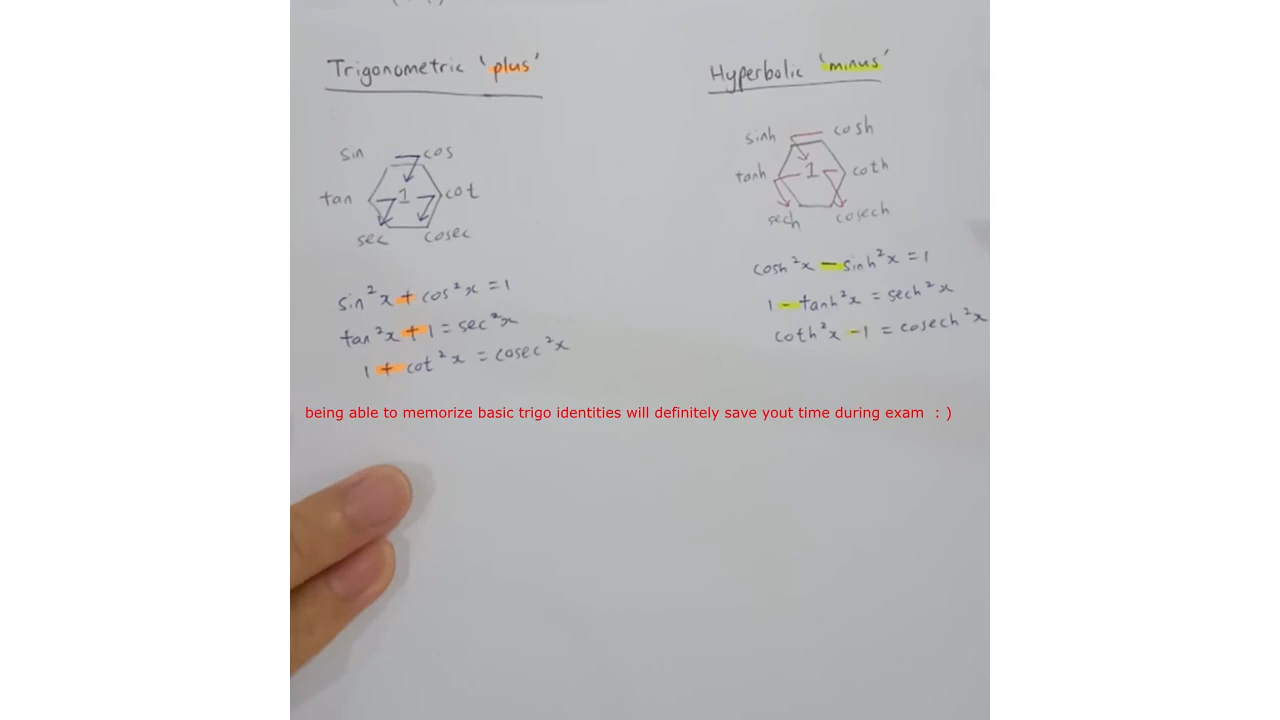 Trigonometric 'plus'
sin cos
tan 1 cot
sec cosec
sin²x + cos²x = 1
tan²x + 1 = sec²x
1 + cot²x = cosec²x
Hyperbolic 'minus'
sinh cosh
tanh 1 coth
sech cosech
cosh²x - sinh²x = 1
1 - tanh²x = sech²x
coth²x - 1 = cosech²x
being able to memorize basic trigo identities will definitely save yout time during exam : )